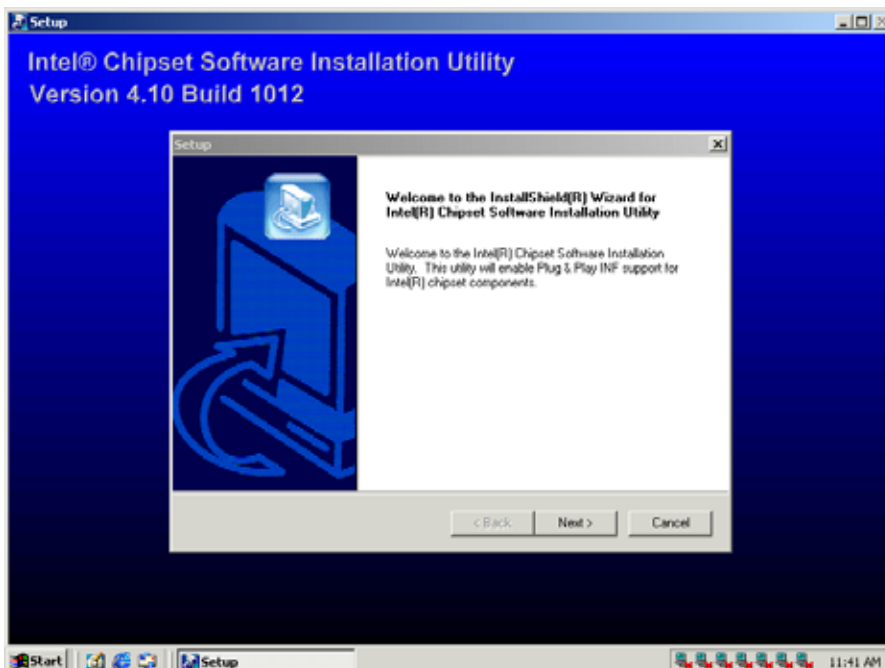 Setup
Intel® Chipset Software Installation Utility
Version 4.10 Build 1012
Setup
Welcome to the InstallShield(R) Wizard for
Intel(R) Chipset Software Installation Utility
Welcome to the Intel(R) Chipset Software Installation
Utility. This utility will enable Plug & Play INF support for
Intel(R) chipset components.
< Back
Next >
Cancel
Start
Setup
11:41 AM